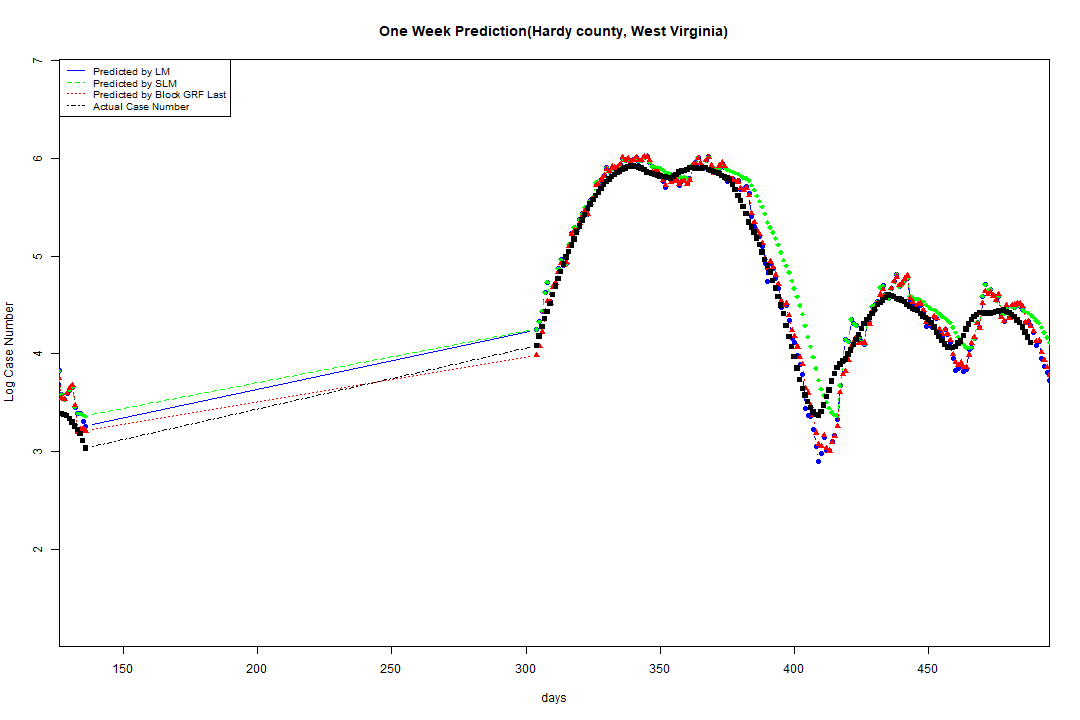 One Week Prediction(Hardy county, West Virginia)
Predicted by LM
Predicted by SLM
Predicted by Block GRF Last
Actual Case Number
7
6
5
4
3
2
Log Case Number
150 200 250 300 350 400 450
days